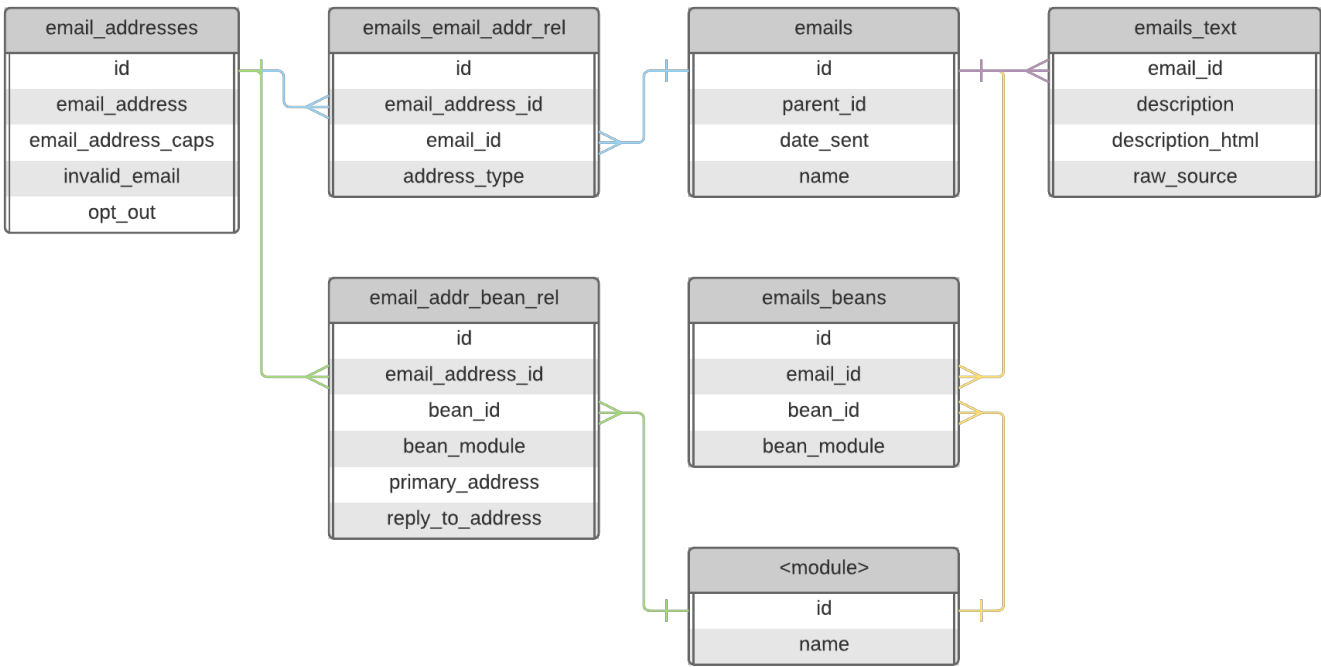 email_addresses
id
email_address
email_address_caps
invalid_email
opt_out
emails_email_addr_rel
id
email_address_id
email_id
address_type
emails
id
parent_id
date_sent
name
emails_text
email_id
description
description_html
raw_source
email_addr_bean_rel
id
email_address_id
bean_id
bean_module
primary_address
reply_to_address
emails_beans
id
email_id
bean_id
bean_module
<module>
id
name